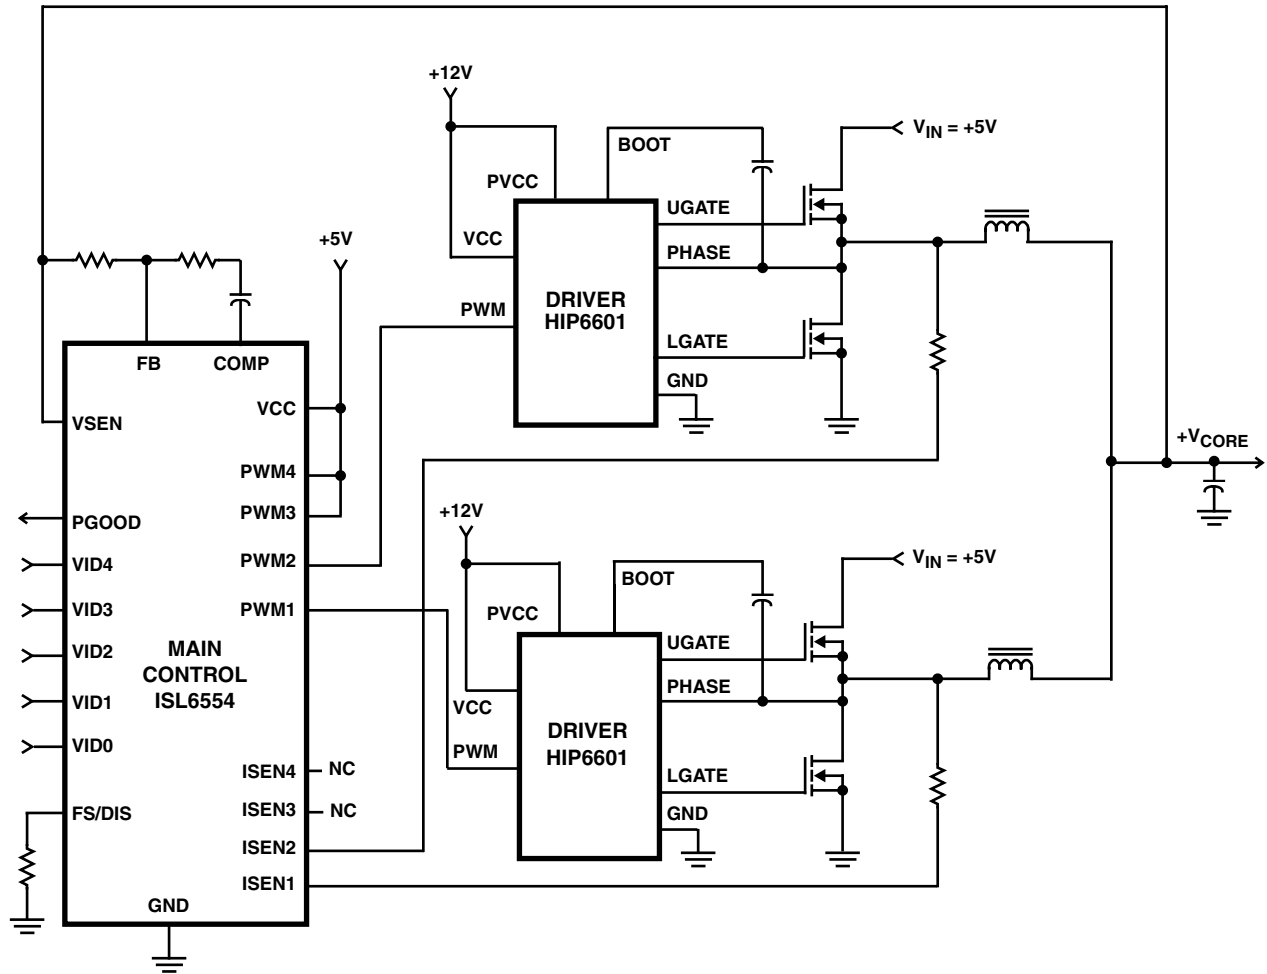 +12V
BOOT
V_IN = +5V
PVCC
UGATE
VCC
PHASE
+5V
DRIVER
HIP6601
PWM
LGATE
GND
FB
COMP
VCC
VSEN
PWM4
PWM3
PGOOD
PWM2
VID4
VID3
PWM1
VID2
MAIN
CONTROL
ISL6554
VID1
VID0
ISEN4
NC
ISEN3
NC
FS/DIS
ISEN2
ISEN1
GND
+V_CORE
+12V
BOOT
V_IN = +5V
PVCC
UGATE
PHASE
VCC
DRIVER
HIP6601
PWM
LGATE
GND